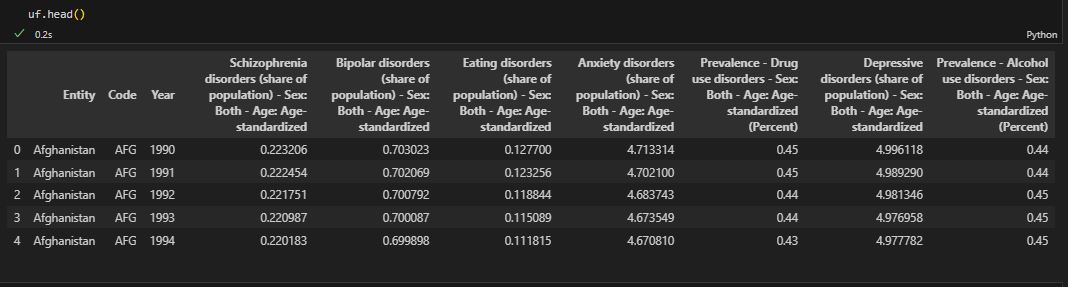 uf.head()
✓ 0.2s Python
Schizophrenia Bipolar disorders Eating disorders Anxiety disorders Prevalence - Drug Depressive Prevalence - Alcohol
disorders (share of (share of (share of (share of use disorders - Sex: disorders (share of use disorders - Sex:
Entity Code Year population) - Sex: population) - Sex: population) - Sex: population) - Sex: Both - Age: Age- population) - Sex: Both - Age: Age-
Both - Age: Age- Both - Age: Age- Both - Age: Age- Both - Age: Age- standardized Both - Age: Age- standardized
standardized standardized standardized standardized (Percent) standardized (Percent)
0 Afghanistan AFG 1990 0.223206 0.703023 0.127700 4.713314 0.45 4.996118 0.44
1 Afghanistan AFG 1991 0.222454 0.702069 0.123256 4.702100 0.45 4.989290 0.44
2 Afghanistan AFG 1992 0.221751 0.700792 0.118844 4.683743 0.44 4.981346 0.45
3 Afghanistan AFG 1993 0.220987 0.700087 0.115089 4.673549 0.44 4.976958 0.45
4 Afghanistan AFG 1994 0.220183 0.699898 0.111815 4.670810 0.43 4.977782 0.45